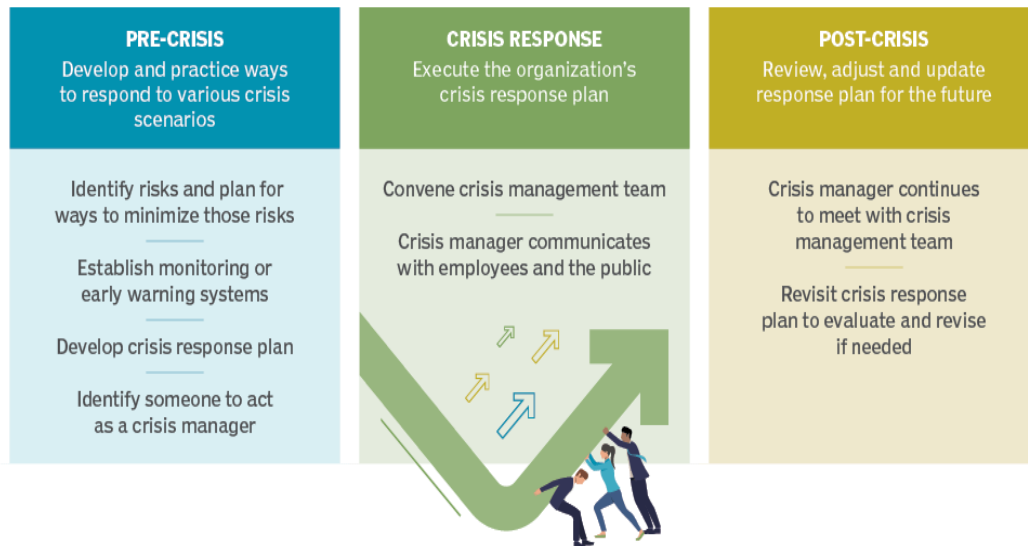 PRE-CRISIS
Develop and practice ways
to respond to various crisis
scenarios
Identify risks and plan for
ways to minimize those risks
Establish monitoring or
early warning systems
Develop crisis response plan
Identify someone to act
as a crisis manager
CRISIS RESPONSE
Execute the organization's
crisis response plan
Convene crisis management team
Crisis manager communicates
with employees and the public
POST-CRISIS
Review, adjust and update
response plan for the future
Crisis manager continues
to meet with crisis
management team
Revisit crisis response
plan to evaluate and revise
if needed